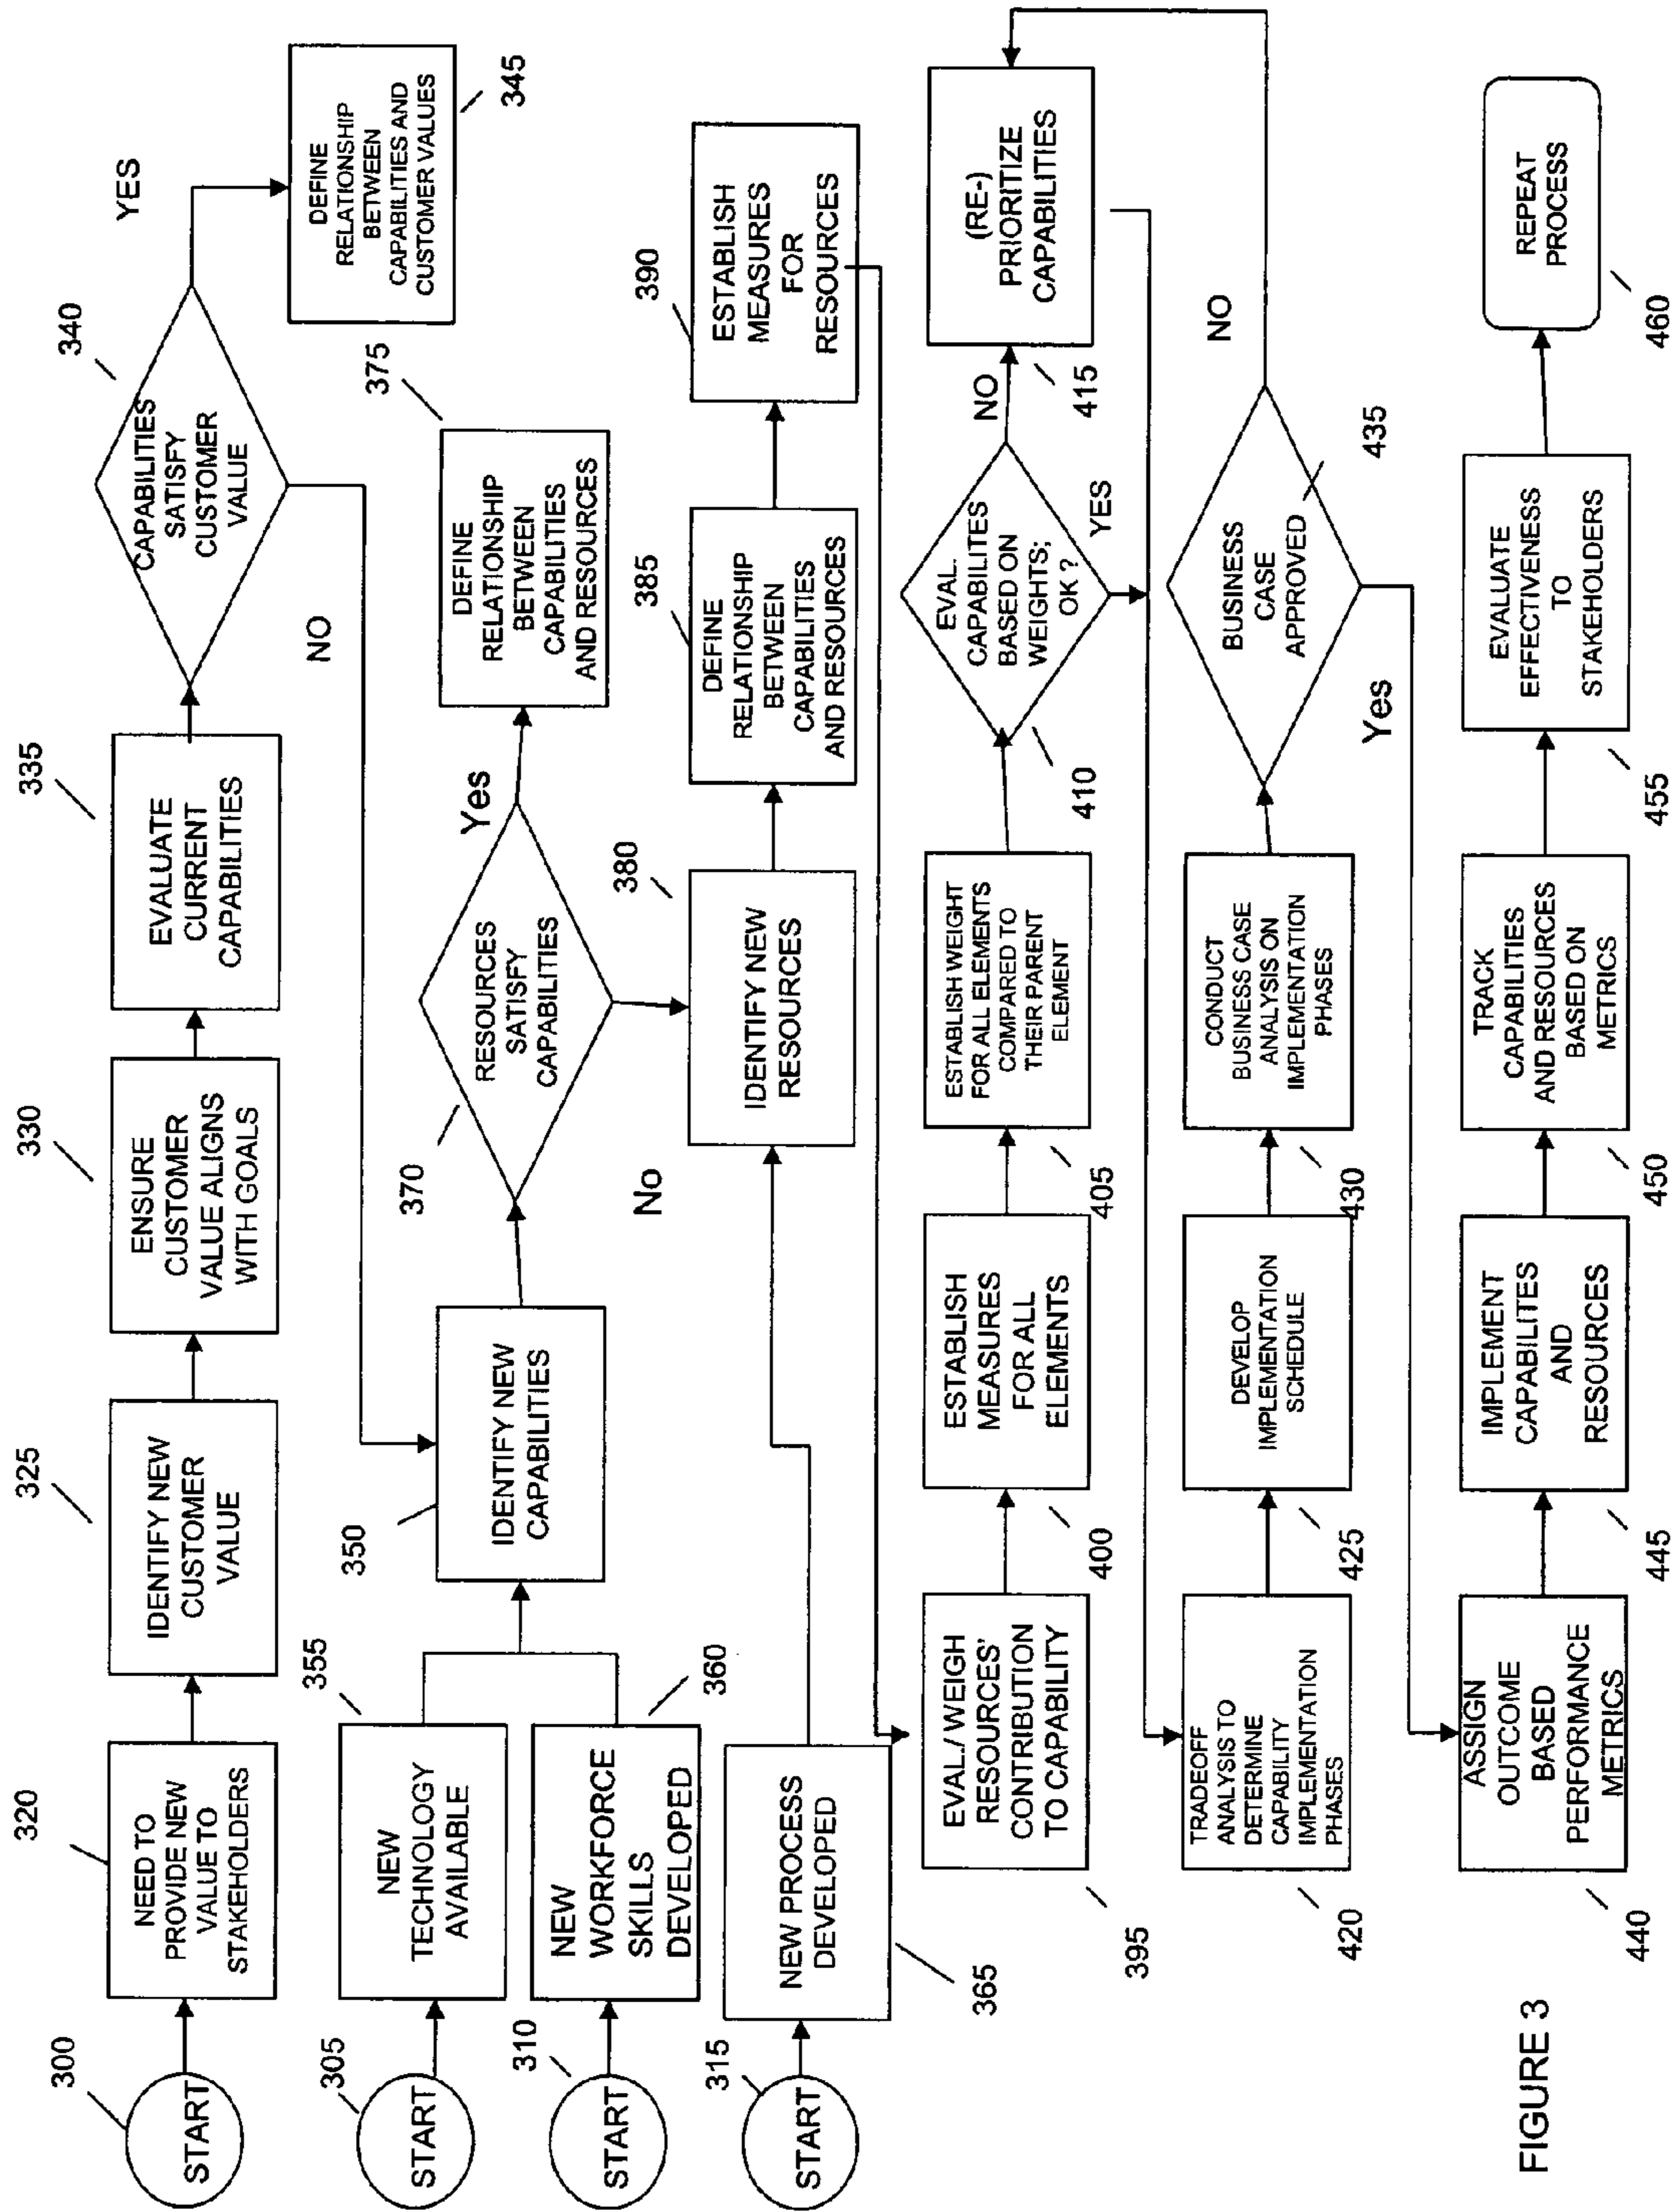 300
START
320
NEED TO
PROVIDE NEW
VALUE TO
STAKEHOLDERS
325
IDENTIFY NEW
CUSTOMER
VALUE
330
ENSURE
CUSTOMER
VALUE ALIGNS
WITH GOALS
335
EVALUATE
CURRENT
CAPABILITIES
340
CAPABILITIES
SATISFY
CUSTOMER
VALUE
YES
NO
DEFINE
RELATIONSHIP
BETWEEN
CAPABILITIES AND
CUSTOMER VALUES
345
305
START
355
NEW
TECHNOLOGY
AVAILABLE
310
START
NEW
WORKFORCE
SKILLS
DEVELOPED
360
350
IDENTIFY NEW
CAPABILITIES
370
RESOURCES
SATISFY
CAPABILITIES
Yes
No
375
DEFINE
RELATIONSHIP
BETWEEN
CAPABILITIES
AND RESOURCES
315
START
NEW PROCESS
DEVELOPED
365
380
IDENTIFY NEW
RESOURCES
385
DEFINE
RELATIONSHIP
BETWEEN
CAPABILITIES
AND RESOURCES
390
ESTABLISH
MEASURES
FOR
RESOURCES
EVAL./ WEIGH
RESOURCES'
CONTRIBUTION
TO CAPABILITY
395
ESTABLISH
MEASURES
FOR ALL
ELEMENTS
400
ESTABLISH WEIGHT
FOR ALL ELEMENTS
COMPARED TO
THEIR PARENT
ELEMENT
405
EVAL.
CAPABILITES
BASED ON
WEIGHTS;
OK ?
410
NO
YES
(RE-)
PRIORITIZE
CAPABILITIES
415
TRADEOFF
ANALYSIS TO
DETERMINE
CAPABILITY
IMPLEMENTATION
PHASES
420
DEVELOP
IMPLEMENTATION
SCHEDULE
425
CONDUCT
BUSINESS CASE
ANALYSIS ON
IMPLEMENTATION
PHASES
430
BUSINESS
CASE
APPROVED
435
NO
Yes
ASSIGN
OUTCOME
BASED
PERFORMANCE
METRICS
440
IMPLEMENT
CAPABILITES
AND
RESOURCES
445
TRACK
CAPABILITIES
AND RESOURCES
BASED ON
METRICS
450
EVALUATE
EFFECTIVENESS
TO
STAKEHOLDERS
455
REPEAT
PROCESS
460
FIGURE 3